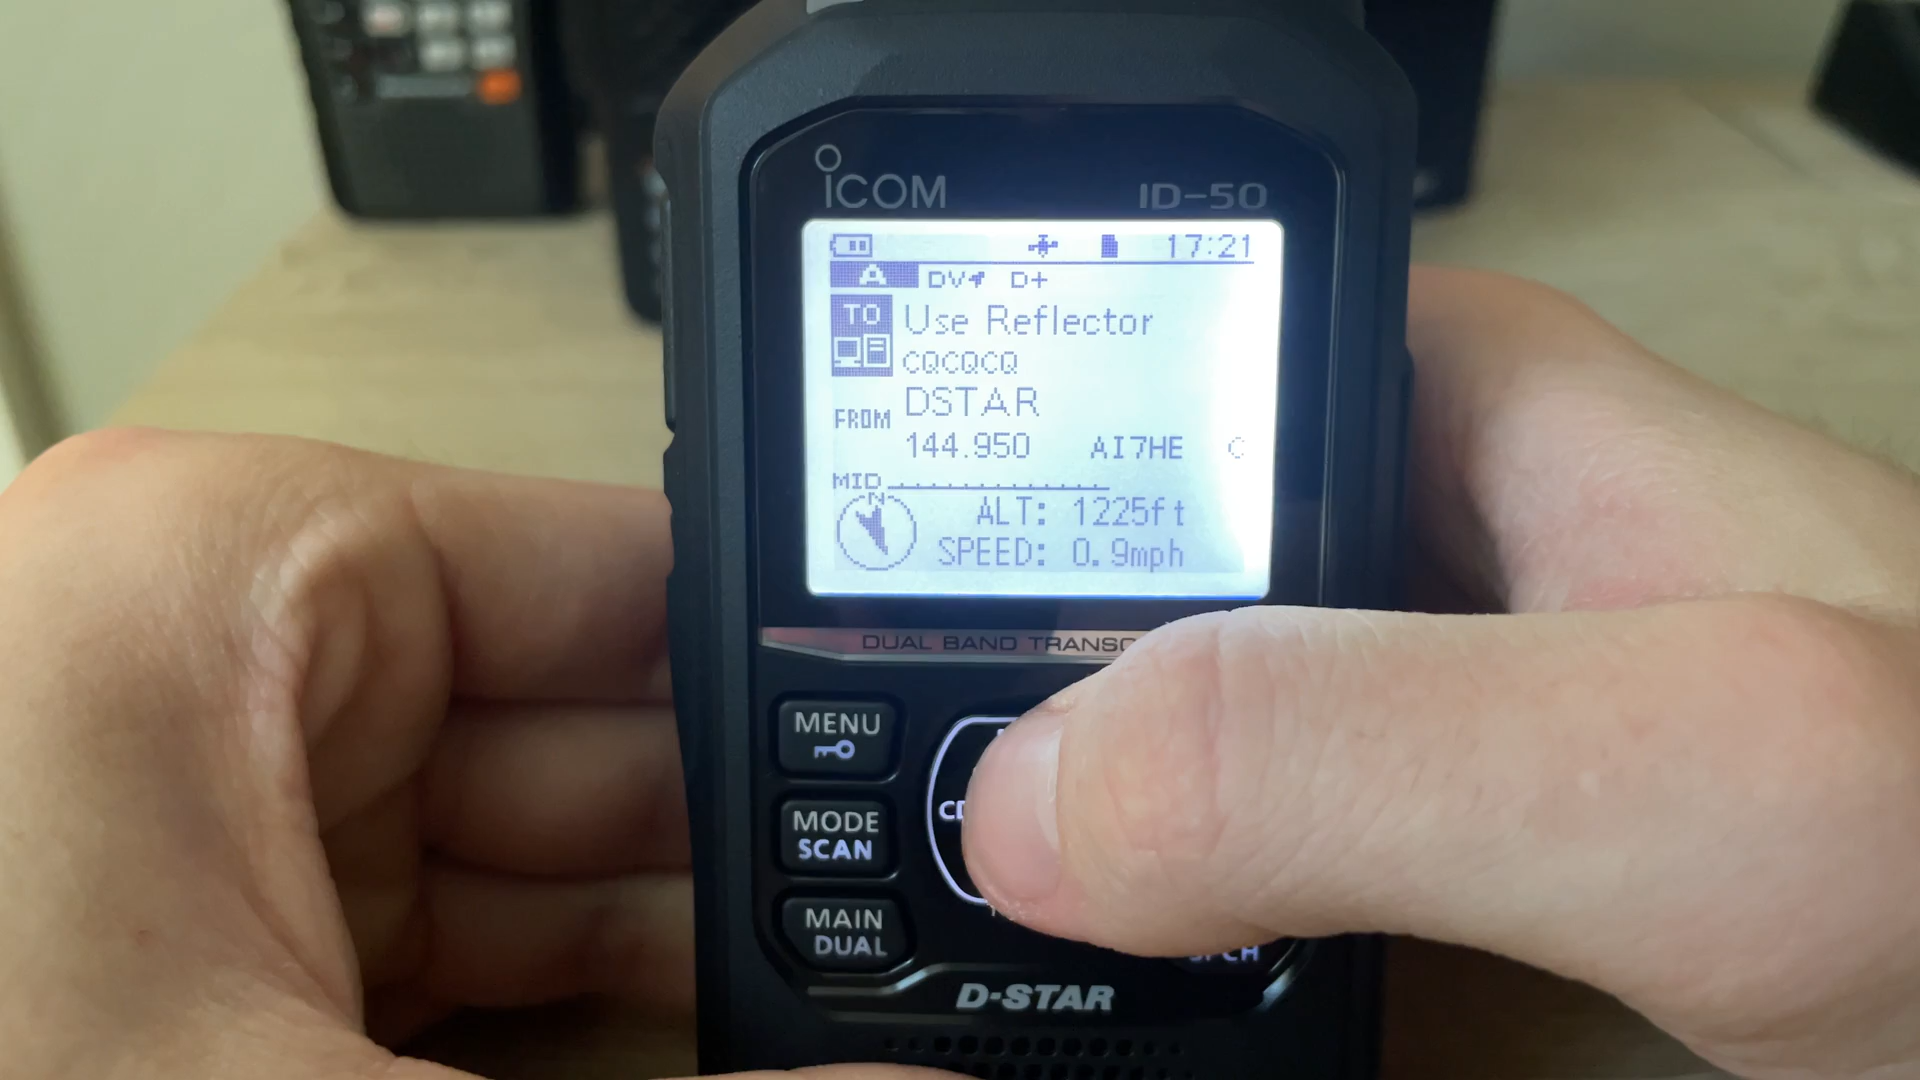 ICOM ID-50
17:21
A DV D+
TO Use Reflector
CQCQCQ
FROM DSTAR
144.950 AI7HE C
MID
N
ALT: 1225ft
SPEED: 0.9mph
DUAL BAND
MENU
MODE
SCAN
MAIN
DUAL
D-STAR